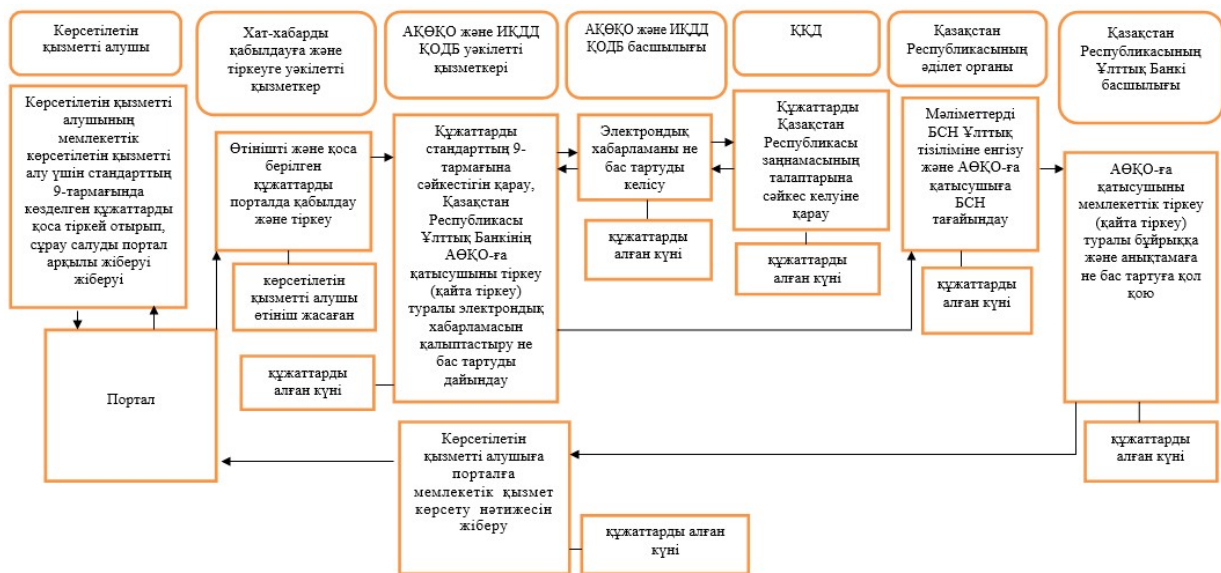 Көрсетілетін
қызметті алушы
Хат-хабарды
қабылдауға және
тіркеуге уәкілетті
қызметкер
АҚӨҚО және ИҚДД
ҚОДБ уәкілетті
қызметкері
АҚӨҚО және ИҚДД
ҚОДБ басшылығы
ҚҚД
Қазақстан
Республикасының
әділет органы
Қазақстан
Республикасының
Ұлттық Банкі
басшылығы
Көрсетілетін қызметті
алушының
мемлекеттік
көрсетілетін қызметті
алу үшін стандарттың
9-тармағында
көзделген құжаттарды
қоса тіркей отырып,
сұрау салуды портал
арқылы жіберуі
жіберуі
Өтінішті және қоса
берілген
құжаттарды
порталда қабылдау
және тіркеу
көрсетілетін
қызметті алушы
өтініш жасаған
Құжаттарды
стандарттың 9-
тармағына
сәйкестігін қарау,
Қазақстан
Республикасы
Ұлттық Банкінің
АӨҚО-ға
қатысушыны тіркеу
(қайта тіркеу)
туралы электрондық
хабарламасын
қалыптастыру не
бас тартуды
дайындау
құжаттарды
алған күні
Электрондық
хабарламаны не
бас тартуды
келісу
құжаттарды
алған күні
Құжаттарды
Қазақстан
Республикасы
заңнамасының
талаптарына
сәйкес келуіне
қарау
құжаттарды
алған күні
Мәліметтерді
БСН Ұлттық
тізіліміне енгізу
және АӨҚО-ға
қатысушыға
БСН
тағайындау
құжаттарды
алған күні
АӨҚО-ға
қатысушыны
мемлекеттік тіркеу
(қайта тіркеу)
туралы бұйрыққа
және анықтамаға
не бас тартуға қол
қою
құжаттарды
алған күні
Портал
Көрсетілетін
қызметті алушыға
порталға
мемлекетік қызмет
көрсету нәтижесін
жіберу
құжаттарды алған
күні